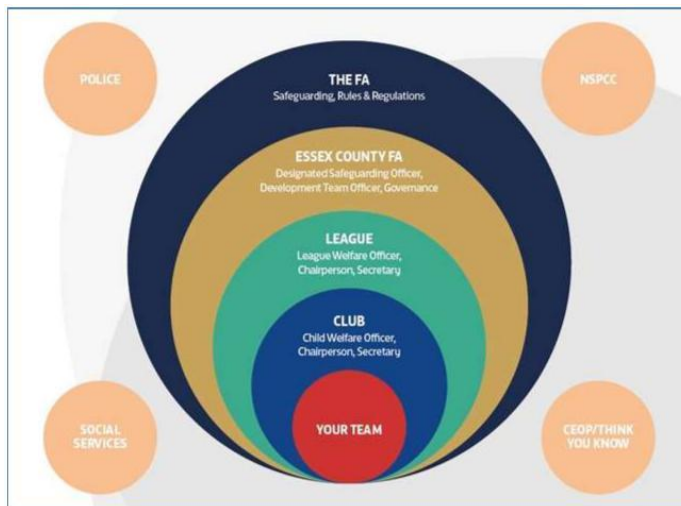 POLICE
THE FA
Safeguarding, Rules & Regulations
NSPCC
ESSEX COUNTY FA
Designated Safeguarding Officer,
Development Team Officer, Governance
LEAGUE
League Welfare Officer,
Chairperson, Secretary
CLUB
Child Welfare Officer,
Chairperson, Secretary
YOUR TEAM
SOCIAL
SERVICES
CEOP/THINK
YOU KNOW